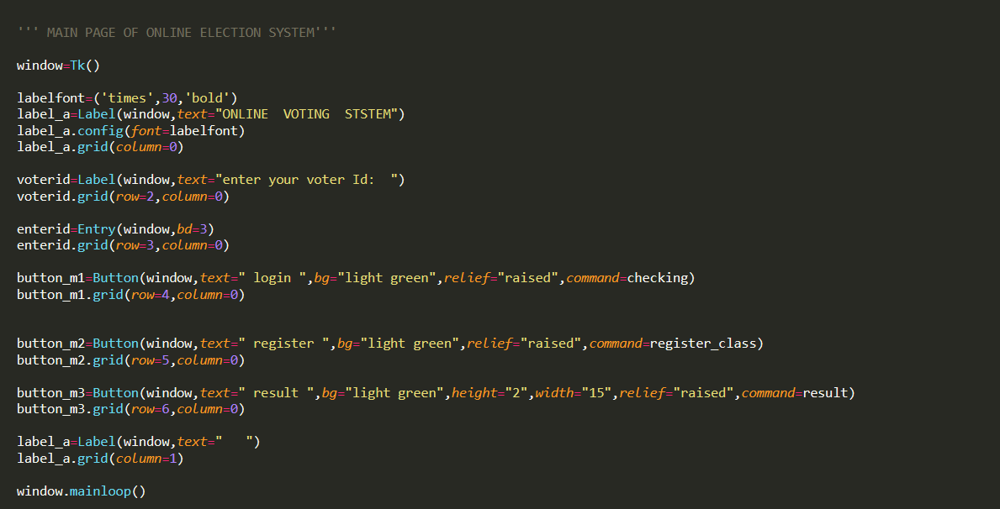 ''' MAIN PAGE OF ONLINE ELECTION SYSTEM'''
window=Tk()
labelfont=('times',30,'bold')
label_a=Label(window,text="ONLINE  VOTING  STSTEM")
label_a.config(font=labelfont)
label_a.grid(column=0)
voterid=Label(window,text="enter your voter Id:  ")
voterid.grid(row=2,column=0)
enterid=Entry(window,bd=3)
enterid.grid(row=3,column=0)
button_m1=Button(window,text=" login ",bg="light green",relief="raised",command=checking)
button_m1.grid(row=4,column=0)
button_m2=Button(window,text=" register ",bg="light green",relief="raised",command=register_class)
button_m2.grid(row=5,column=0)
button_m3=Button(window,text=" result ",bg="light green",height="2",width="15",relief="raised",command=result)
button_m3.grid(row=6,column=0)
label_a=Label(window,text="   ")
label_a.grid(column=1)
window.mainloop()